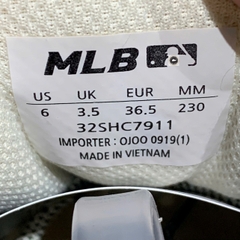 MLB
US UK EUR MM
6 3.5 36.5 230
32SHC7911
IMPORTER : OJOO 0919(1)
MADE IN VIETNAM